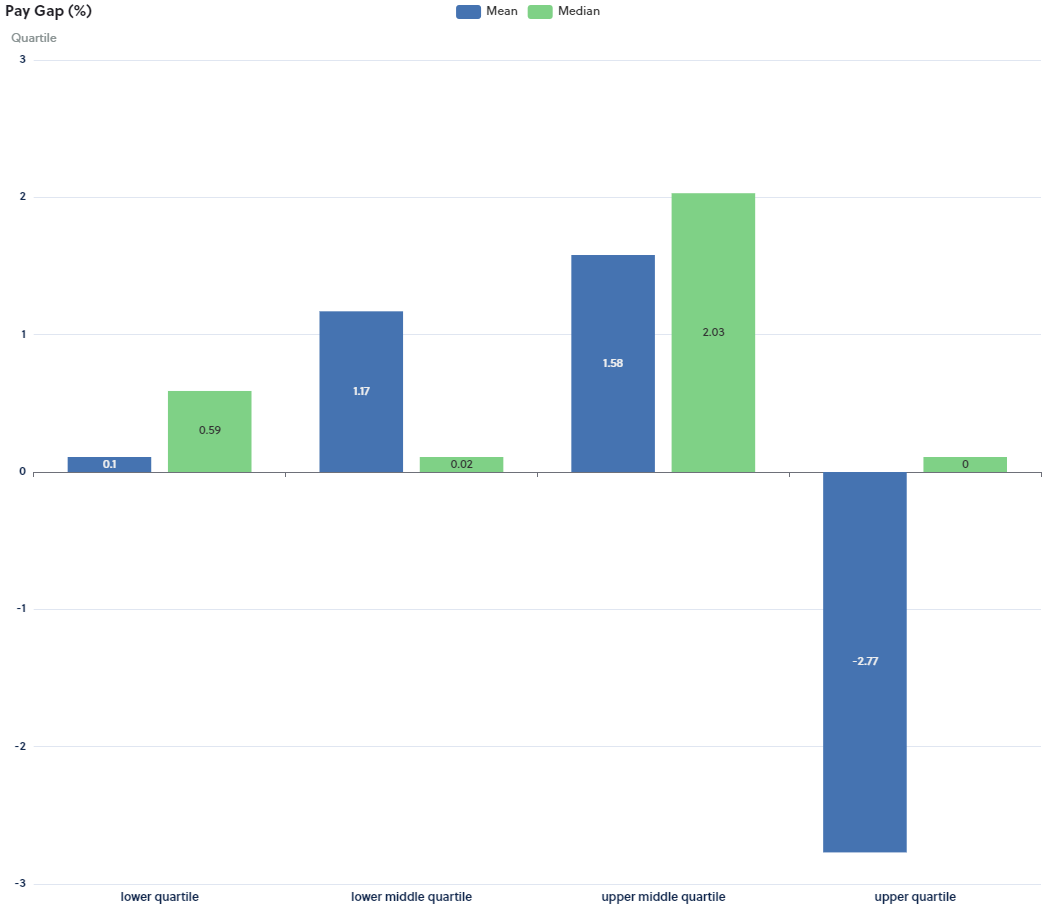 Pay Gap (%)
Mean Median
Quartile
3
2
1
0
-1
-2
-3
0.1
0.59
1.17
0.02
1.58
2.03
-2.77
0
lower quartile
lower middle quartile
upper middle quartile
upper quartile